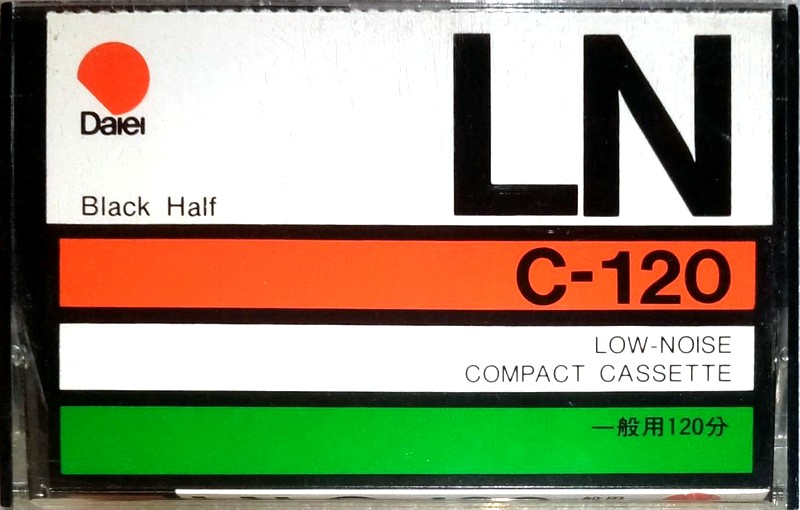 LN
Daiei
Black Half
C-120
LOW-NOISE
COMPACT CASSETTE
一般用120分